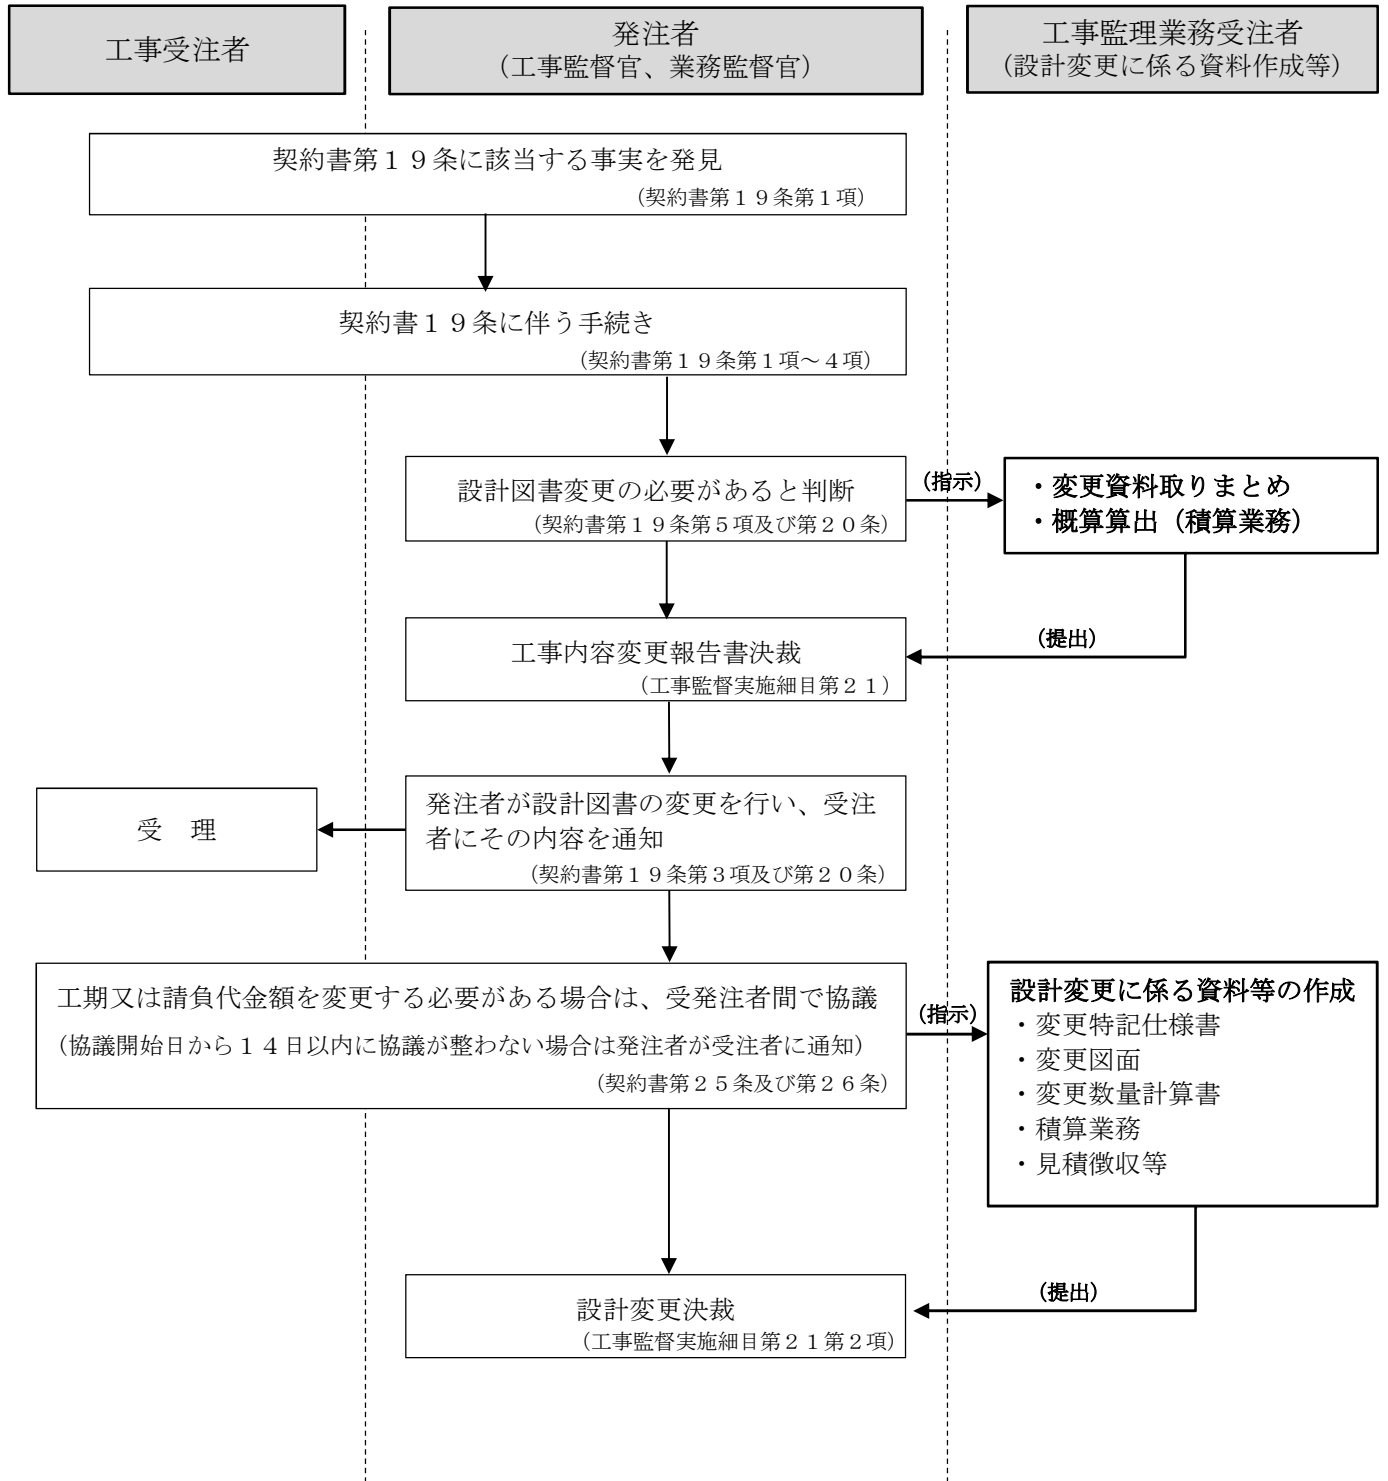 工事受注者
発注者
（工事監督官、業務監督官）
工事監理業務受注者
（設計変更に係る資料作成等）
契約書第１９条に該当する事実を発見
（契約書第１９条第１項）
契約書１９条に伴う手続き
（契約書第１９条第１項～４項）
設計図書変更の必要があると判断
（契約書第１９条第５項及び第２０条）
（指示）
・変更資料取りまとめ
・概算算出（積算業務）
（提出）
工事内容変更報告書決裁
（工事監督実施細目第２１）
発注者が設計図書の変更を行い、受注
者にその内容を通知
（契約書第１９条第３項及び第２０条）
受　理
工期又は請負代金額を変更する必要がある場合は、受発注者間で協議
（協議開始日から１４日以内に協議が整わない場合は発注者が受注者に通知）
（契約書第２５条及び第２６条）
（指示）
設計変更に係る資料等の作成
・変更特記仕様書
・変更図面
・変更数量計算書
・積算業務
・見積徴収等
（提出）
設計変更決裁
（工事監督実施細目第２１第２項）